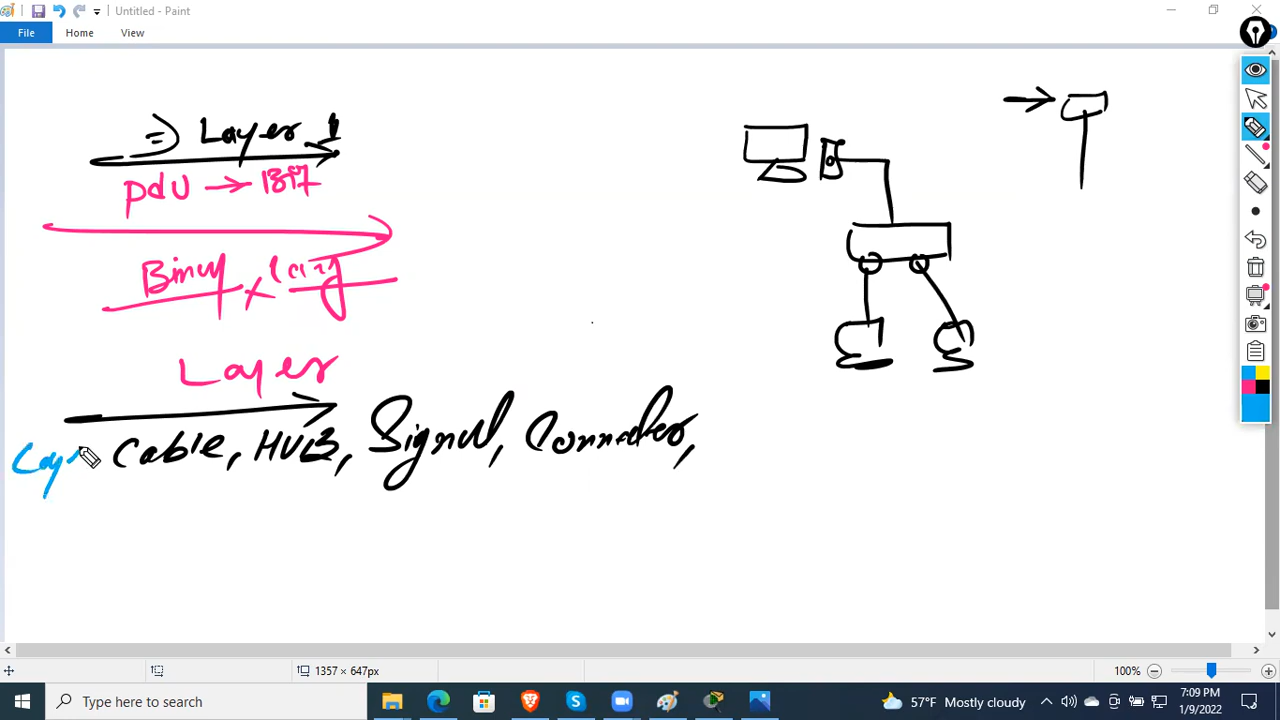 Untitled - Paint
File Home View
=) Layer 1
pdu → Bit
Layer
Cable, HUB, Signal, Connector,
Laye
1357 × 647px
100%
Type here to search
57°F Mostly cloudy
7:09 PM
1/9/2022